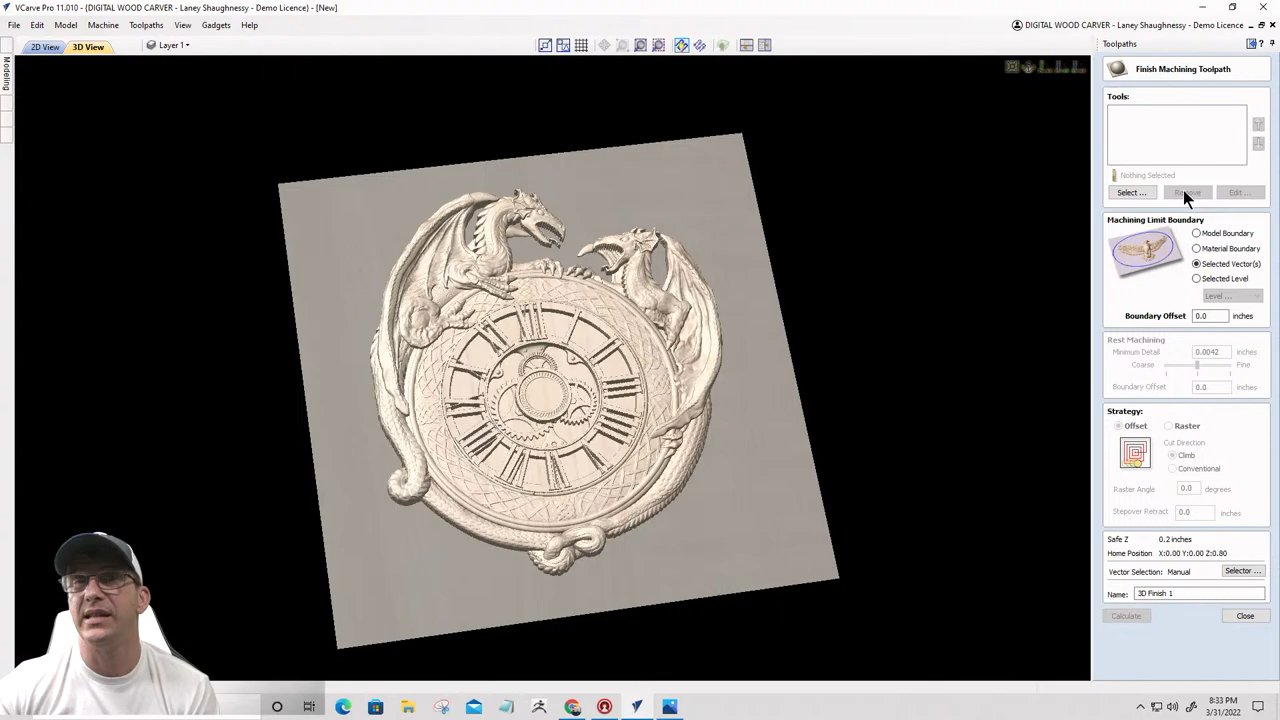 VCarve Pro 11.010 - {DIGITAL WOOD CARVER - Laney Shaughnessy - Demo Licence} - [New]
File Edit Model Machine Toolpaths View Gadgets Help
DIGITAL WOOD CARVER - Laney Shaughnessy - Demo Licence
2D View 3D View Layer 1
Modeling
Toolpaths
Finish Machining Toolpath
Tools:
Nothing Selected
Select ... Remove Edit ...
Machining Limit Boundary
Model Boundary
Material Boundary
Selected Vector(s)
Selected Level
Level ...
Boundary Offset 0.0 inches
Rest Machining
Minimum Detail 0.0042 inches
Coarse Fine
Boundary Offset 0.0 inches
Strategy:
Offset Raster
Cut Direction
Climb
Conventional
Raster Angle 0.0 degrees
Stepover Retract 0.0 inches
Safe Z 0.2 inches
Home Position X:0.00 Y:0.00 Z:0.80
Vector Selection: Manual Selector ...
Name: 3D Finish 1
Calculate Close
8:33 PM
3/31/2022